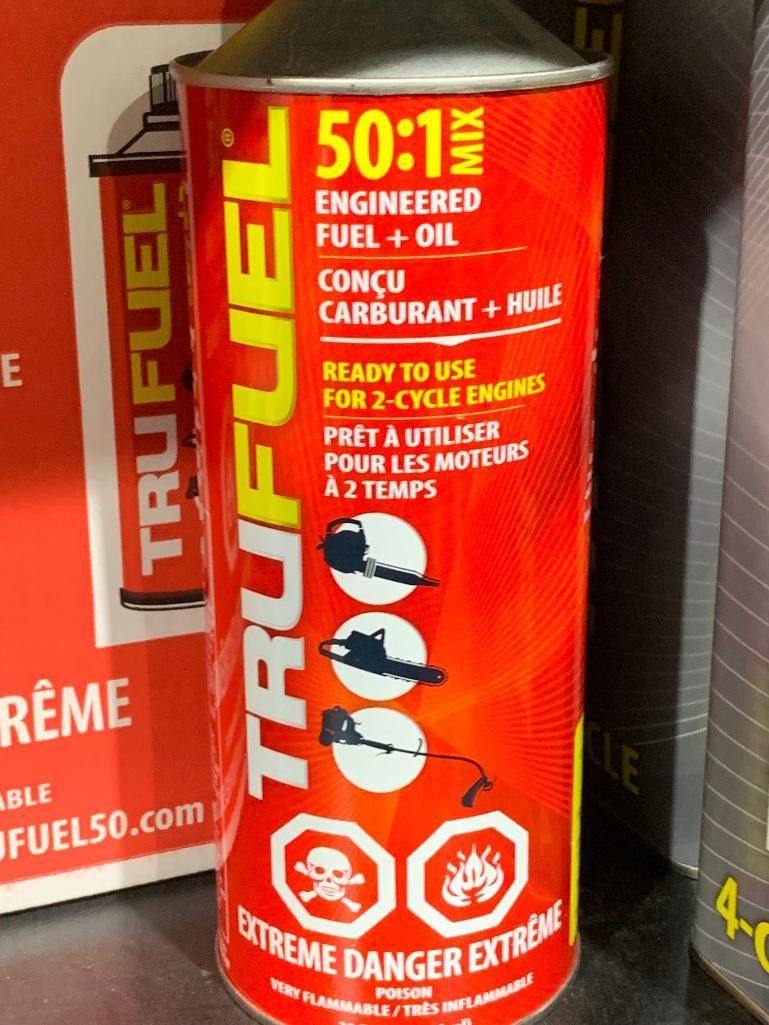 TRUFUEL®
50:1 MIX
ENGINEERED
FUEL + OIL
CONÇU
CARBURANT + HUILE
READY TO USE
FOR 2-CYCLE ENGINES
PRÊT À UTILISER
POUR LES MOTEURS
À 2 TEMPS
EXTREME DANGER EXTRÊME
POISON
VERY FLAMMABLE / TRÈS INFLAMMABLE
TRUFUEL
E
RÊME
ABLE
UFUEL50.com
CLE
4-C